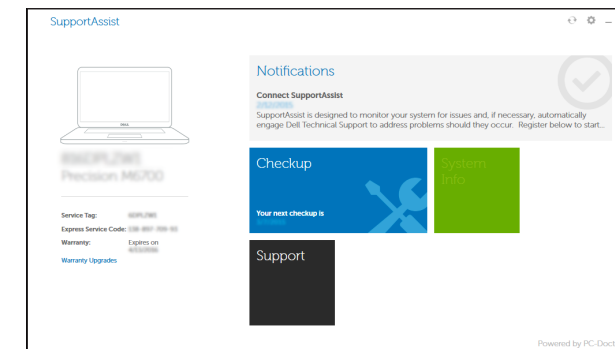 SupportAssist
Notifications
Connect SupportAssist
SupportAssist is designed to monitor your system for issues and, if necessary, automatically
engage Dell Technical Support to address problems should they occur. Register below to start...
DELL
Precision M6700
Checkup
System
Info
Your next checkup is
Service Tag:
Express Service Code:
Warranty: Expires on
Warranty Upgrades
Support
Powered by PC-Doct